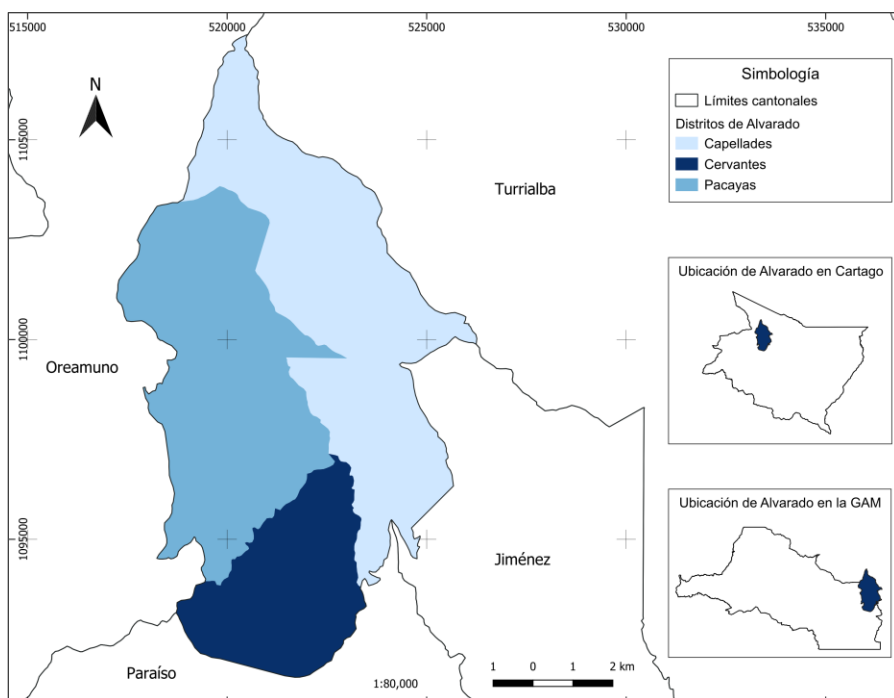 515000
520000
525000
530000
535000
1105000
1100000
1095000
N
Turrialba
Oreamuno
Jiménez
Paraíso
1:80,000
1 0 1 2 km
Simbología
Límites cantonales
Distritos de Alvarado
Capellades
Cervantes
Pacayas
Ubicación de Alvarado en Cartago
Ubicación de Alvarado en la GAM